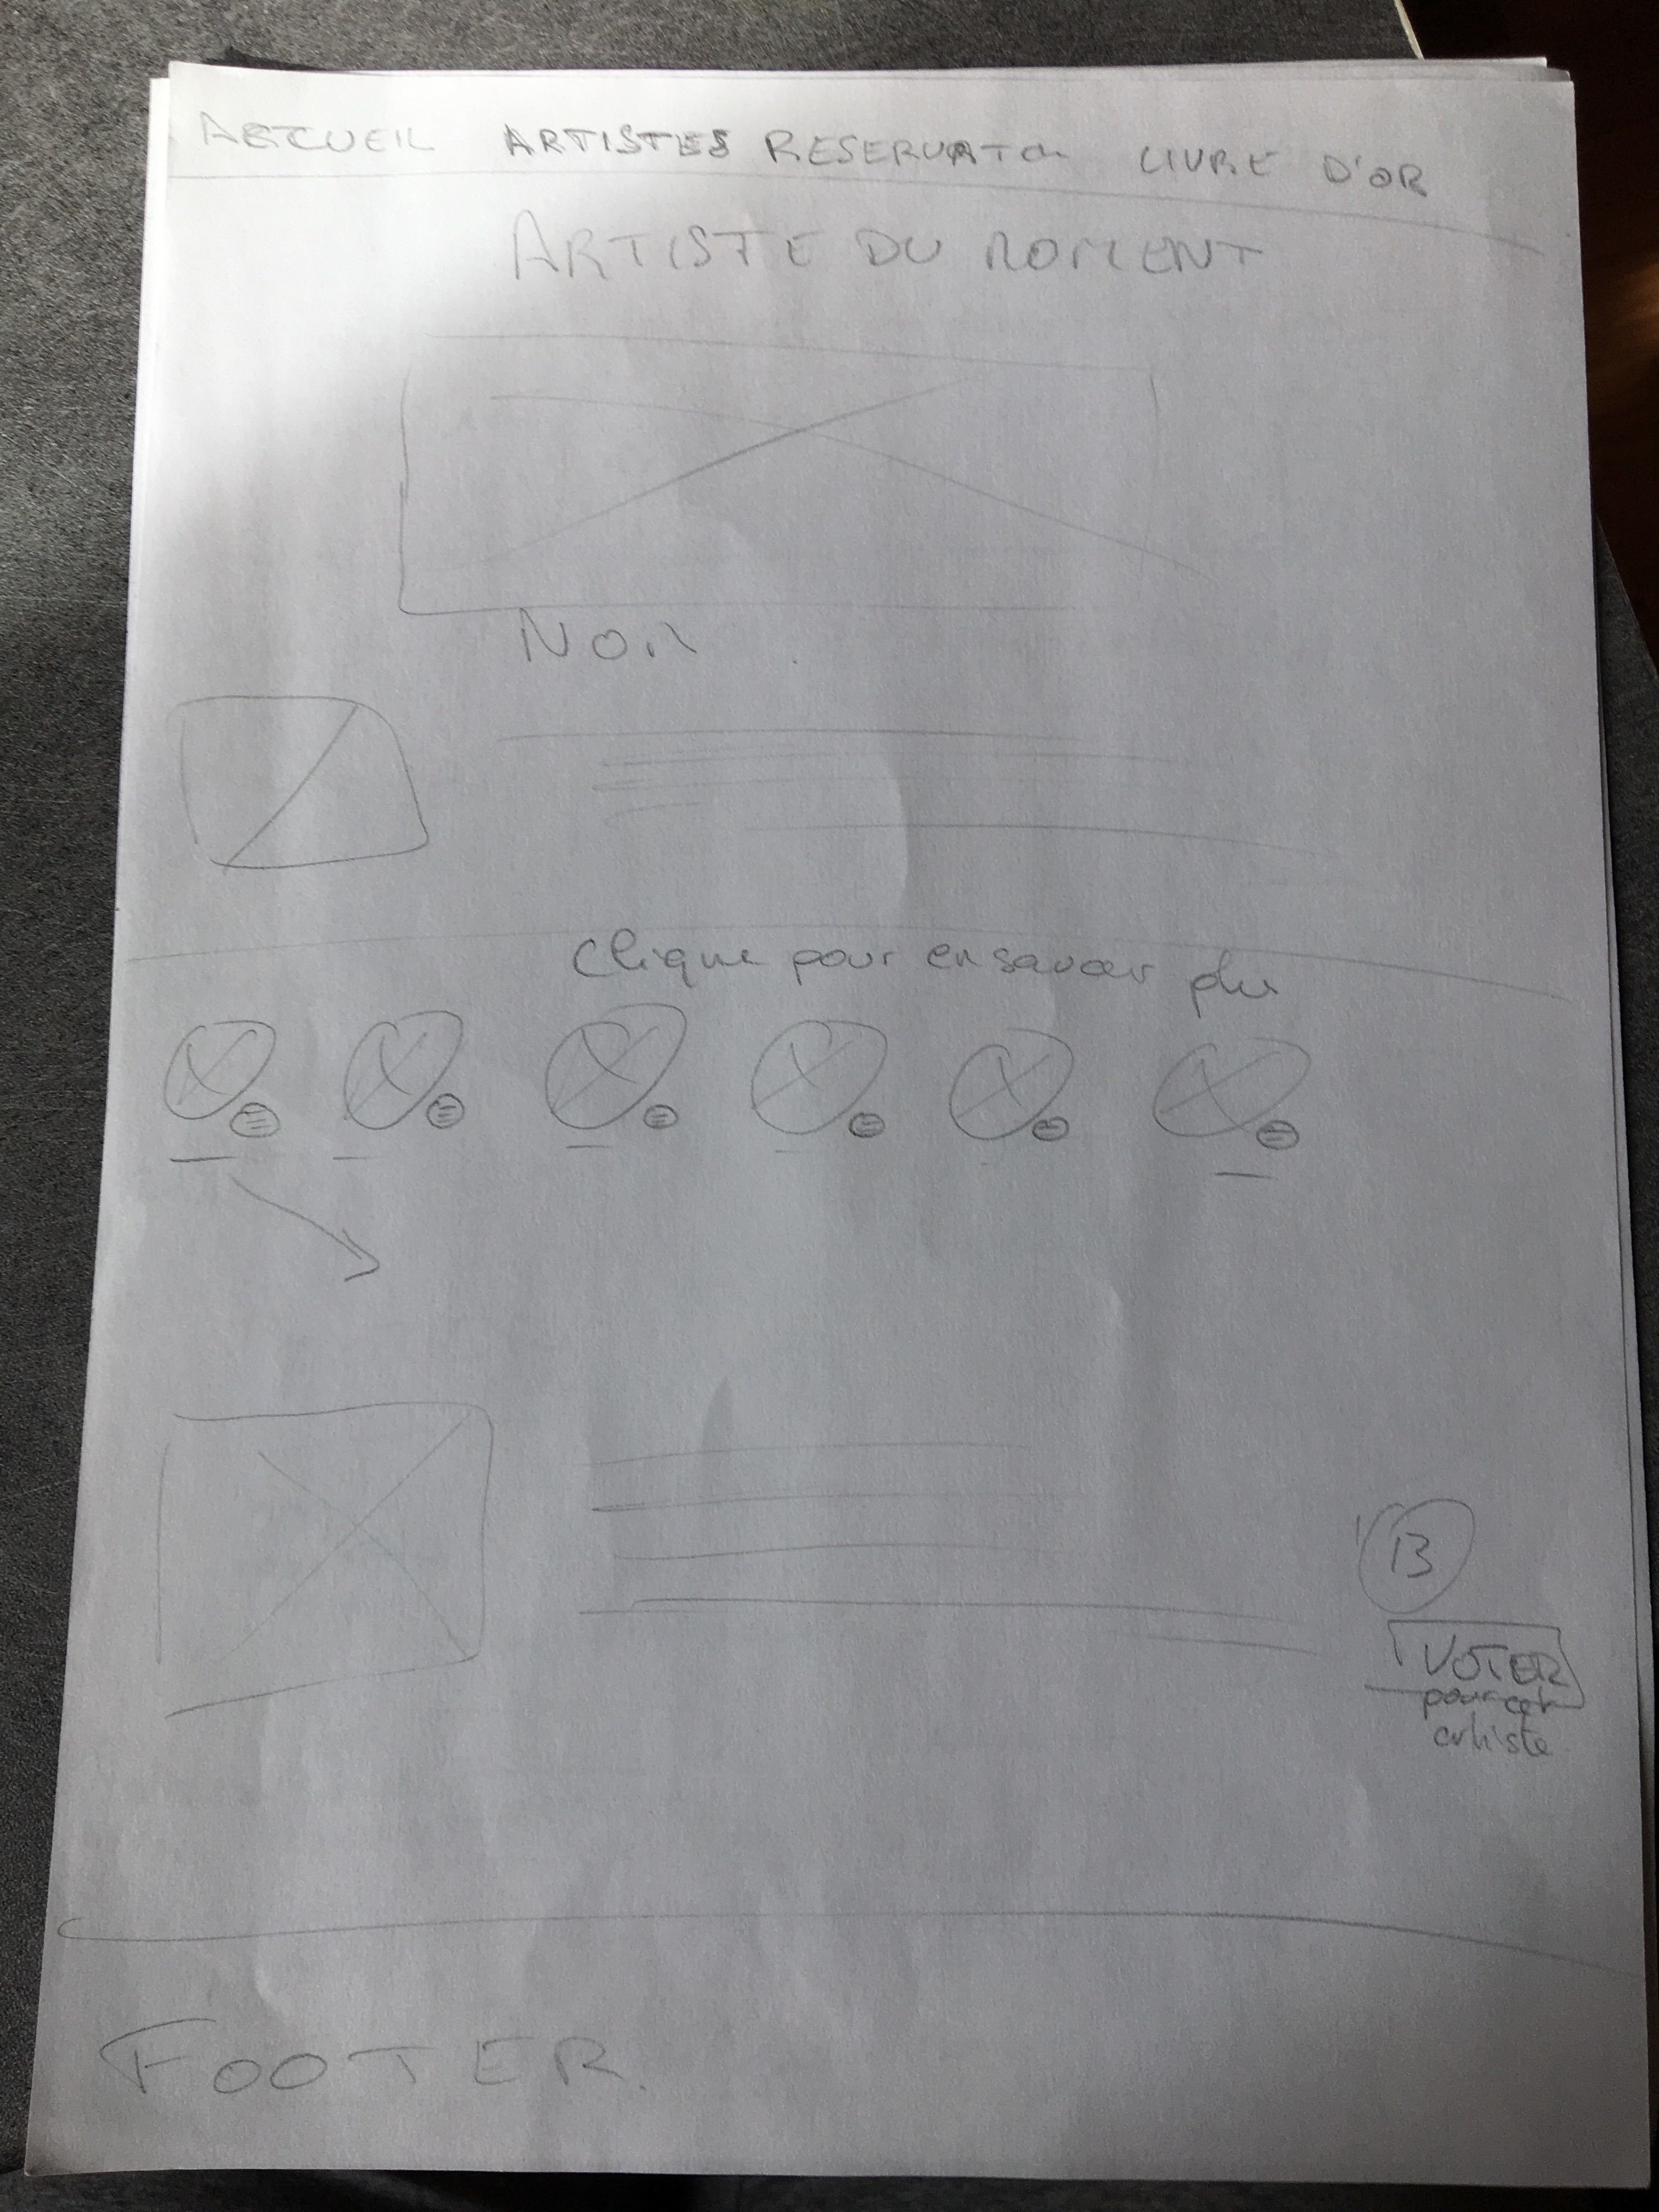 ACCUEIL ARTISTES RESERVATO LIVRE D'OR
ARTISTE DU MOMENT
Nom
Clique pour en savoir plus
13
VOTER
pour cet
artiste
FOOTER.